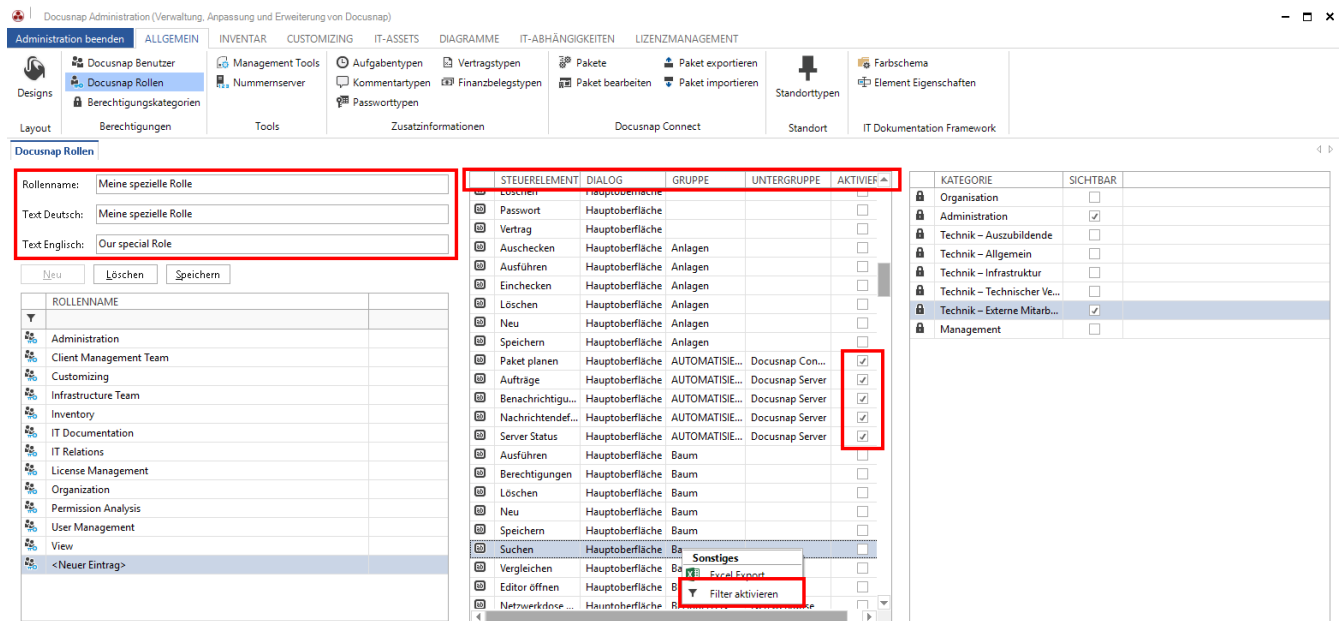 Docusnap Administration (Verwaltung, Anpassung und Erweiterung von Docusnap)
Administration beenden ALLGEMEIN INVENTAR CUSTOMIZING IT-ASSETS DIAGRAMME IT-ABHÄNGIGKEITEN LIZENZMANAGEMENT
Designs
Layout
Docusnap Benutzer
Docusnap Rollen
Berechtigungskategorien
Berechtigungen
Management Tools
Nummernserver
Tools
Aufgabentypen
Kommentartypen
Passworttypen
Vertragstypen
Finanzbelegstypen
Zusatzinformationen
Pakete
Paket bearbeiten
Paket exportieren
Paket importieren
Docusnap Connect
Standorttypen
Standort
Farbschema
Element Eigenschaften
IT Dokumentation Framework
Docusnap Rollen
Rollenname: Meine spezielle Rolle
Text Deutsch: Meine spezielle Rolle
Text Englisch: Our special Role
Neu Löschen Speichern
ROLLENNAME
Administration
Client Management Team
Customizing
Infrastructure Team
Inventory
IT Documentation
IT Relations
License Management
Organization
Permission Analysis
User Management
View
<Neuer Eintrag>
STEUERELEMENT DIALOG GRUPPE UNTERGRUPPE AKTIVIER
Löschen Hauptoberfläche
Passwort Hauptoberfläche
Vertrag Hauptoberfläche
Auschecken Hauptoberfläche Anlagen
Ausführen Hauptoberfläche Anlagen
Einchecken Hauptoberfläche Anlagen
Löschen Hauptoberfläche Anlagen
Neu Hauptoberfläche Anlagen
Speichern Hauptoberfläche Anlagen
Paket planen Hauptoberfläche AUTOMATISIE... Docusnap Con...
Aufträge Hauptoberfläche AUTOMATISIE... Docusnap Server
Benachrichtigu... Hauptoberfläche AUTOMATISIE... Docusnap Server
Nachrichtendef... Hauptoberfläche AUTOMATISIE... Docusnap Server
Server Status Hauptoberfläche AUTOMATISIE... Docusnap Server
Ausführen Hauptoberfläche Baum
Berechtigungen Hauptoberfläche Baum
Löschen Hauptoberfläche Baum
Neu Hauptoberfläche Baum
Speichern Hauptoberfläche Baum
Suchen Hauptoberfläche
Vergleichen Hauptoberfläche
Editor öffnen Hauptoberfläche
Netzwerkdose ... Hauptoberfläche
Sonstiges
Excel Export
Filter aktivieren
KATEGORIE SICHTBAR
Organisation
Administration
Technik – Auszubildende
Technik – Allgemein
Technik – Infrastruktur
Technik – Technischer Ve...
Technik – Externe Mitarb...
Management